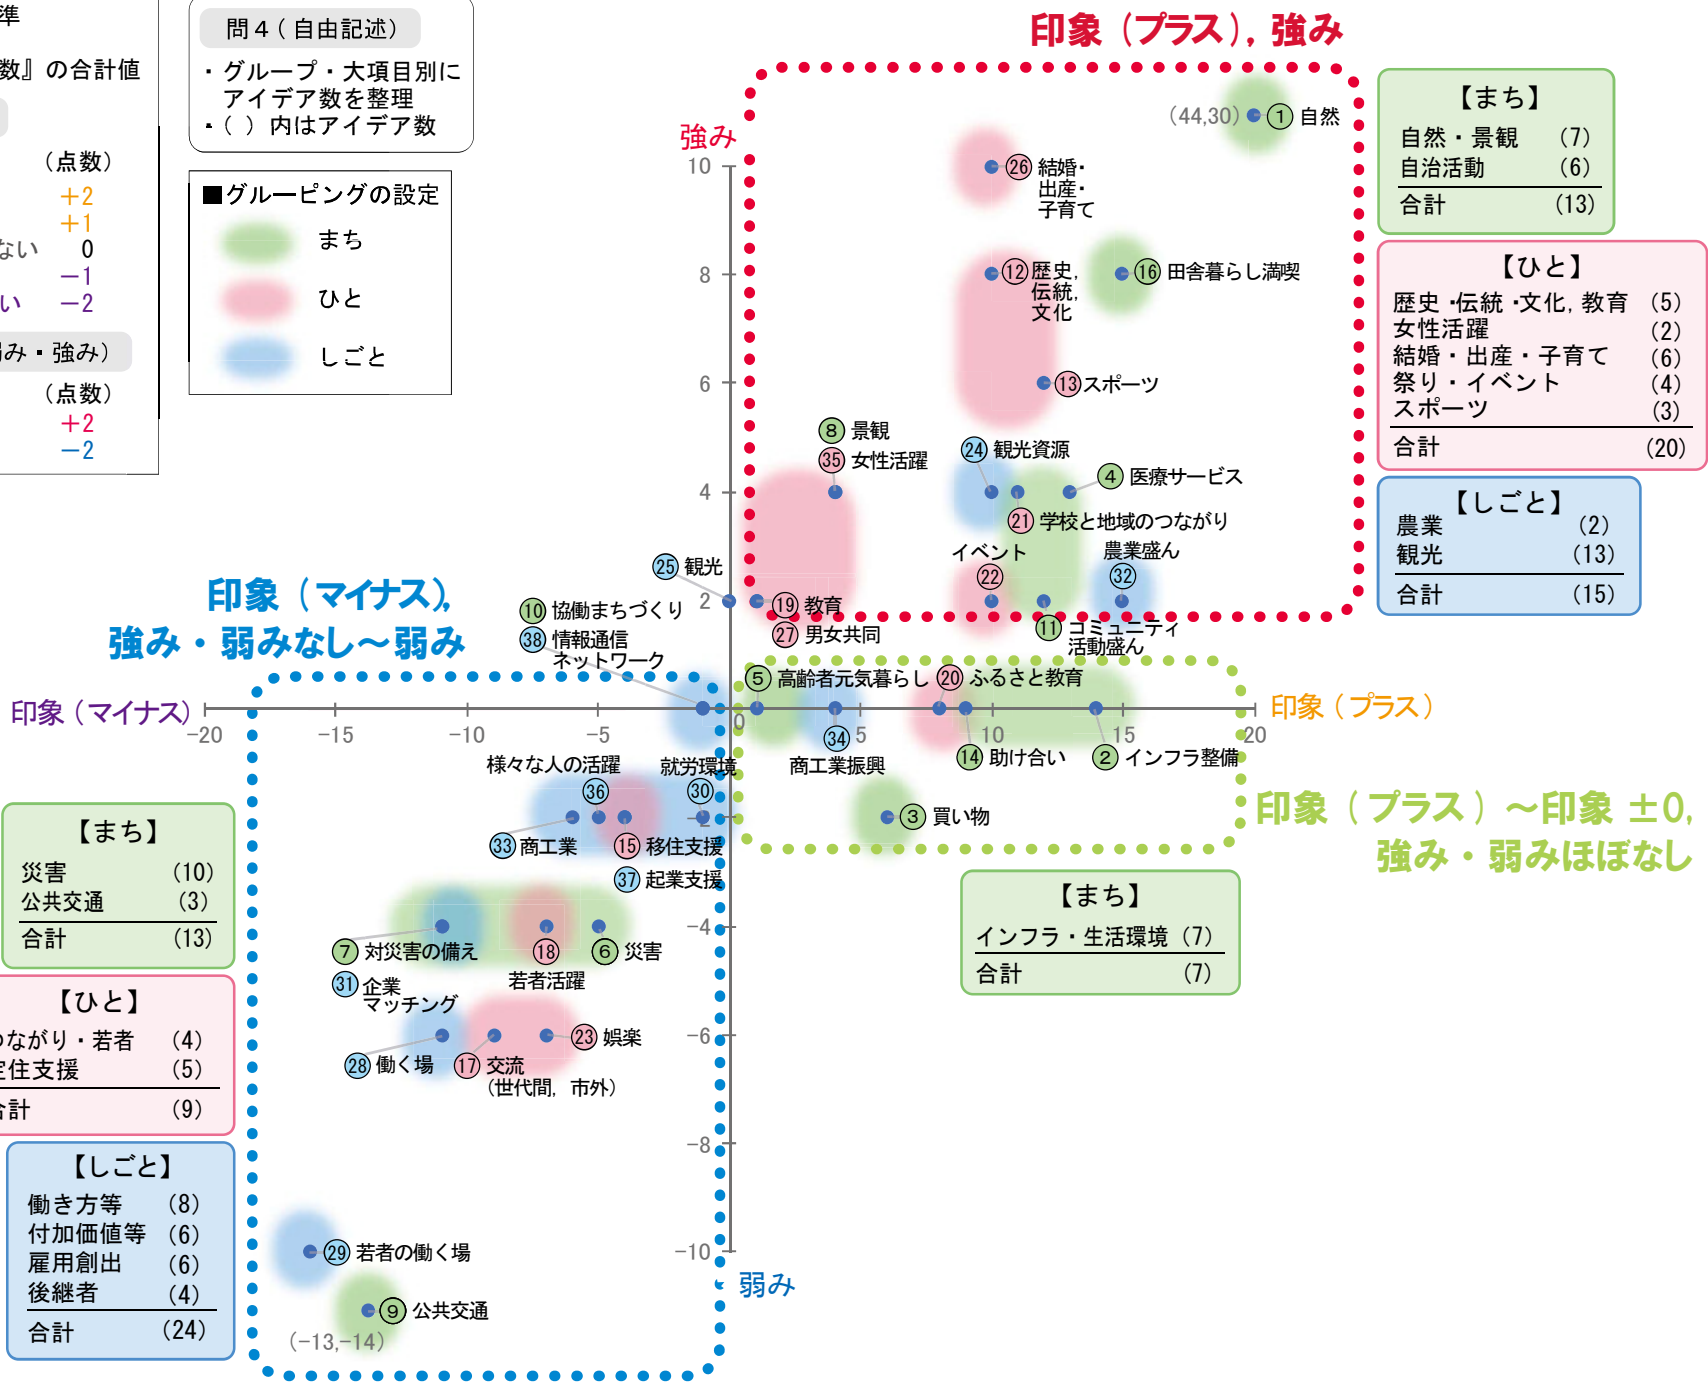 準
数』の合計値
(点数)
+2
+1
ない 0
-1
い -2
み・強み)
(点数)
+2
-2
問4(自由記述)
・グループ・大項目別に
アイデア数を整理
・( )内はアイデア数
■グルーピングの設定
まち
ひと
しごと
印象(プラス), 強み
強み
(44,30) 1 自然
26 結婚・
出産・
子育て
12 歴史,
伝統,
文化
16 田舎暮らし満喫
13 スポーツ
8 景観
35 女性活躍
24 観光資源
4 医療サービス
21 学校と地域のつながり
イベント
22
農業盛ん
32
25 観光
19 教育
27 男女共同
11 コミュニティ
活動盛ん
10
8
6
4
2
0
-2
-4
-6
-8
-10
【まち】
自然・景観 (7)
自治活動 (6)
合計 (13)
【ひと】
歴史・伝統・文化, 教育 (5)
女性活躍 (2)
結婚・出産・子育て (6)
祭り・イベント (4)
スポーツ (3)
合計 (20)
【しごと】
農業 (2)
観光 (13)
合計 (15)
印象(マイナス),
強み・弱みなし~弱み
10 協働まちづくり
38 情報通信
ネットワーク
5 高齢者元気暮らし
20 ふるさと教育
印象(マイナス)
-20 -15 -10 -5 5 10 15 20
印象(プラス)
34
商工業振興
14 助け合い
2 インフラ整備
3 買い物
印象(プラス)~印象±0,
強み・弱みほぼなし
【まち】
インフラ・生活環境 (7)
合計 (7)
様々な人の活躍
36
就労環境
30
33 商工業
15 移住支援
37 起業支援
7 対災害の備え
31 企業
マッチング
18
若者活躍
6 災害
28 働く場
17 交流
(世代間, 市外)
23 娯楽
29 若者の働く場
9 公共交通
(-13,-14)
弱み
【まち】
災害 (10)
公共交通 (3)
合計 (13)
【ひと】
つながり・若者 (4)
定住支援 (5)
合計 (9)
【しごと】
働き方等 (8)
付加価値等 (6)
雇用創出 (6)
後継者 (4)
合計 (24)